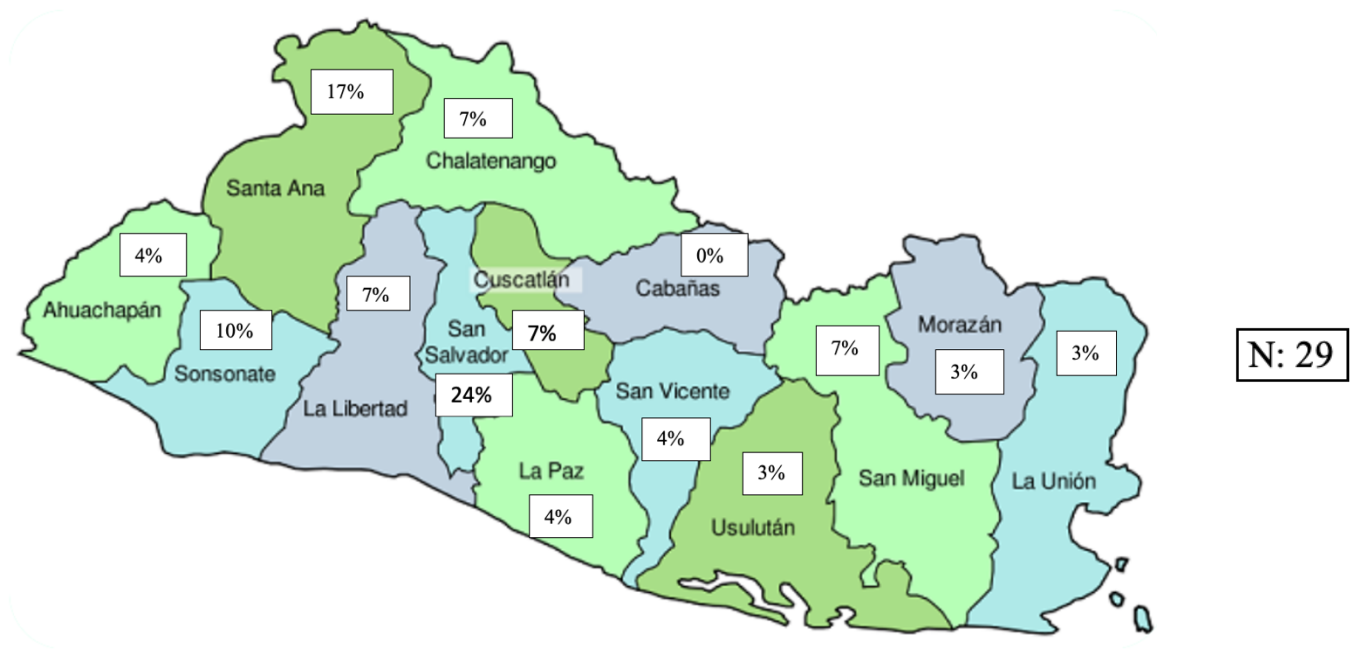 17%
7%
Chalatenango
Santa Ana
4%
Ahuachapán
10%
Sonsonate
7%
La Libertad
San
Salvador
24%
Cuscatlán
7%
0%
Cabañas
San Vicente
4%
La Paz
4%
3%
Usulután
7%
San Miguel
Morazán
3%
3%
La Unión
N: 29